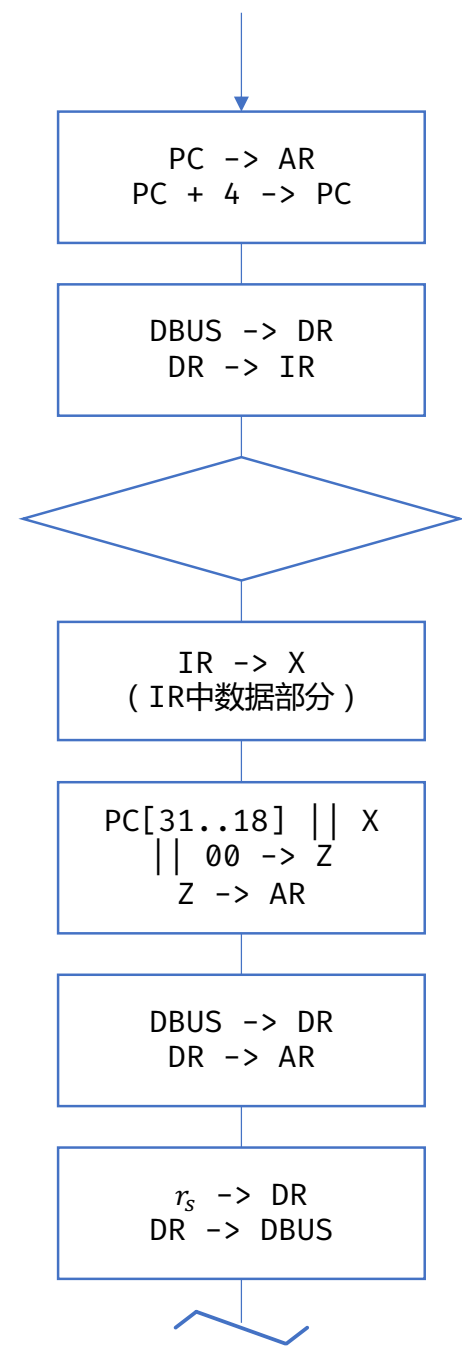 PC -> AR
PC + 4 -> PC
DBUS -> DR
DR -> IR
IR -> X
(IR中数据部分)
PC[31..18] || X
|| 00 -> Z
Z -> AR
DBUS -> DR
DR -> AR
rₛ -> DR
DR -> DBUS